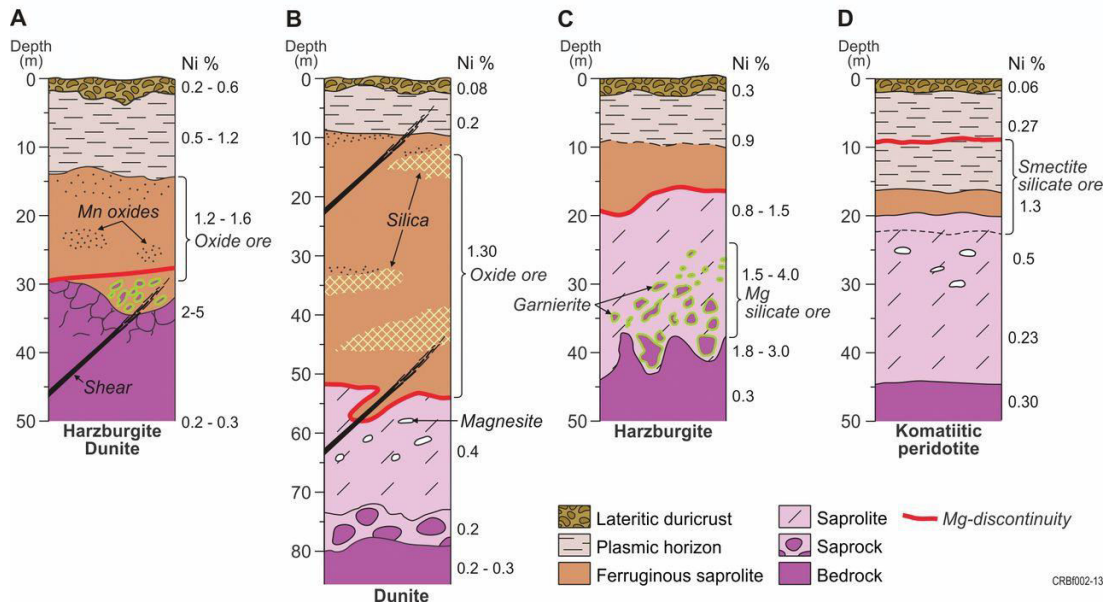 A
Depth
(m)
Ni %
0
10
20
30
40
50
0.2 - 0.6
0.5 - 1.2
1.2 - 1.6
Oxide ore
2-5
0.2 - 0.3
Mn oxides
Shear
Harzburgite
Dunite
B
Depth
(m)
Ni %
0
10
20
30
40
50
60
70
80
0.08
0.2
1.30
Oxide ore
Silica
Magnesite
0.4
0.2
0.2 - 0.3
Dunite
C
Depth
(m)
Ni %
0
10
20
30
40
50
0.3
0.9
0.8 - 1.5
1.5 - 4.0
Mg
silicate ore
Garnierite
1.8 - 3.0
0.3
Harzburgite
D
Depth
(m)
Ni %
0
10
20
30
40
50
0.06
0.27
Smectite
silicate ore
1.3
0.5
0.23
0.30
Komatiitic
peridotite
Lateritic duricrust
Plasmic horizon
Ferruginous saprolite
Saprolite
Saprock
Bedrock
Mg-discontinuity
CRBf002-13